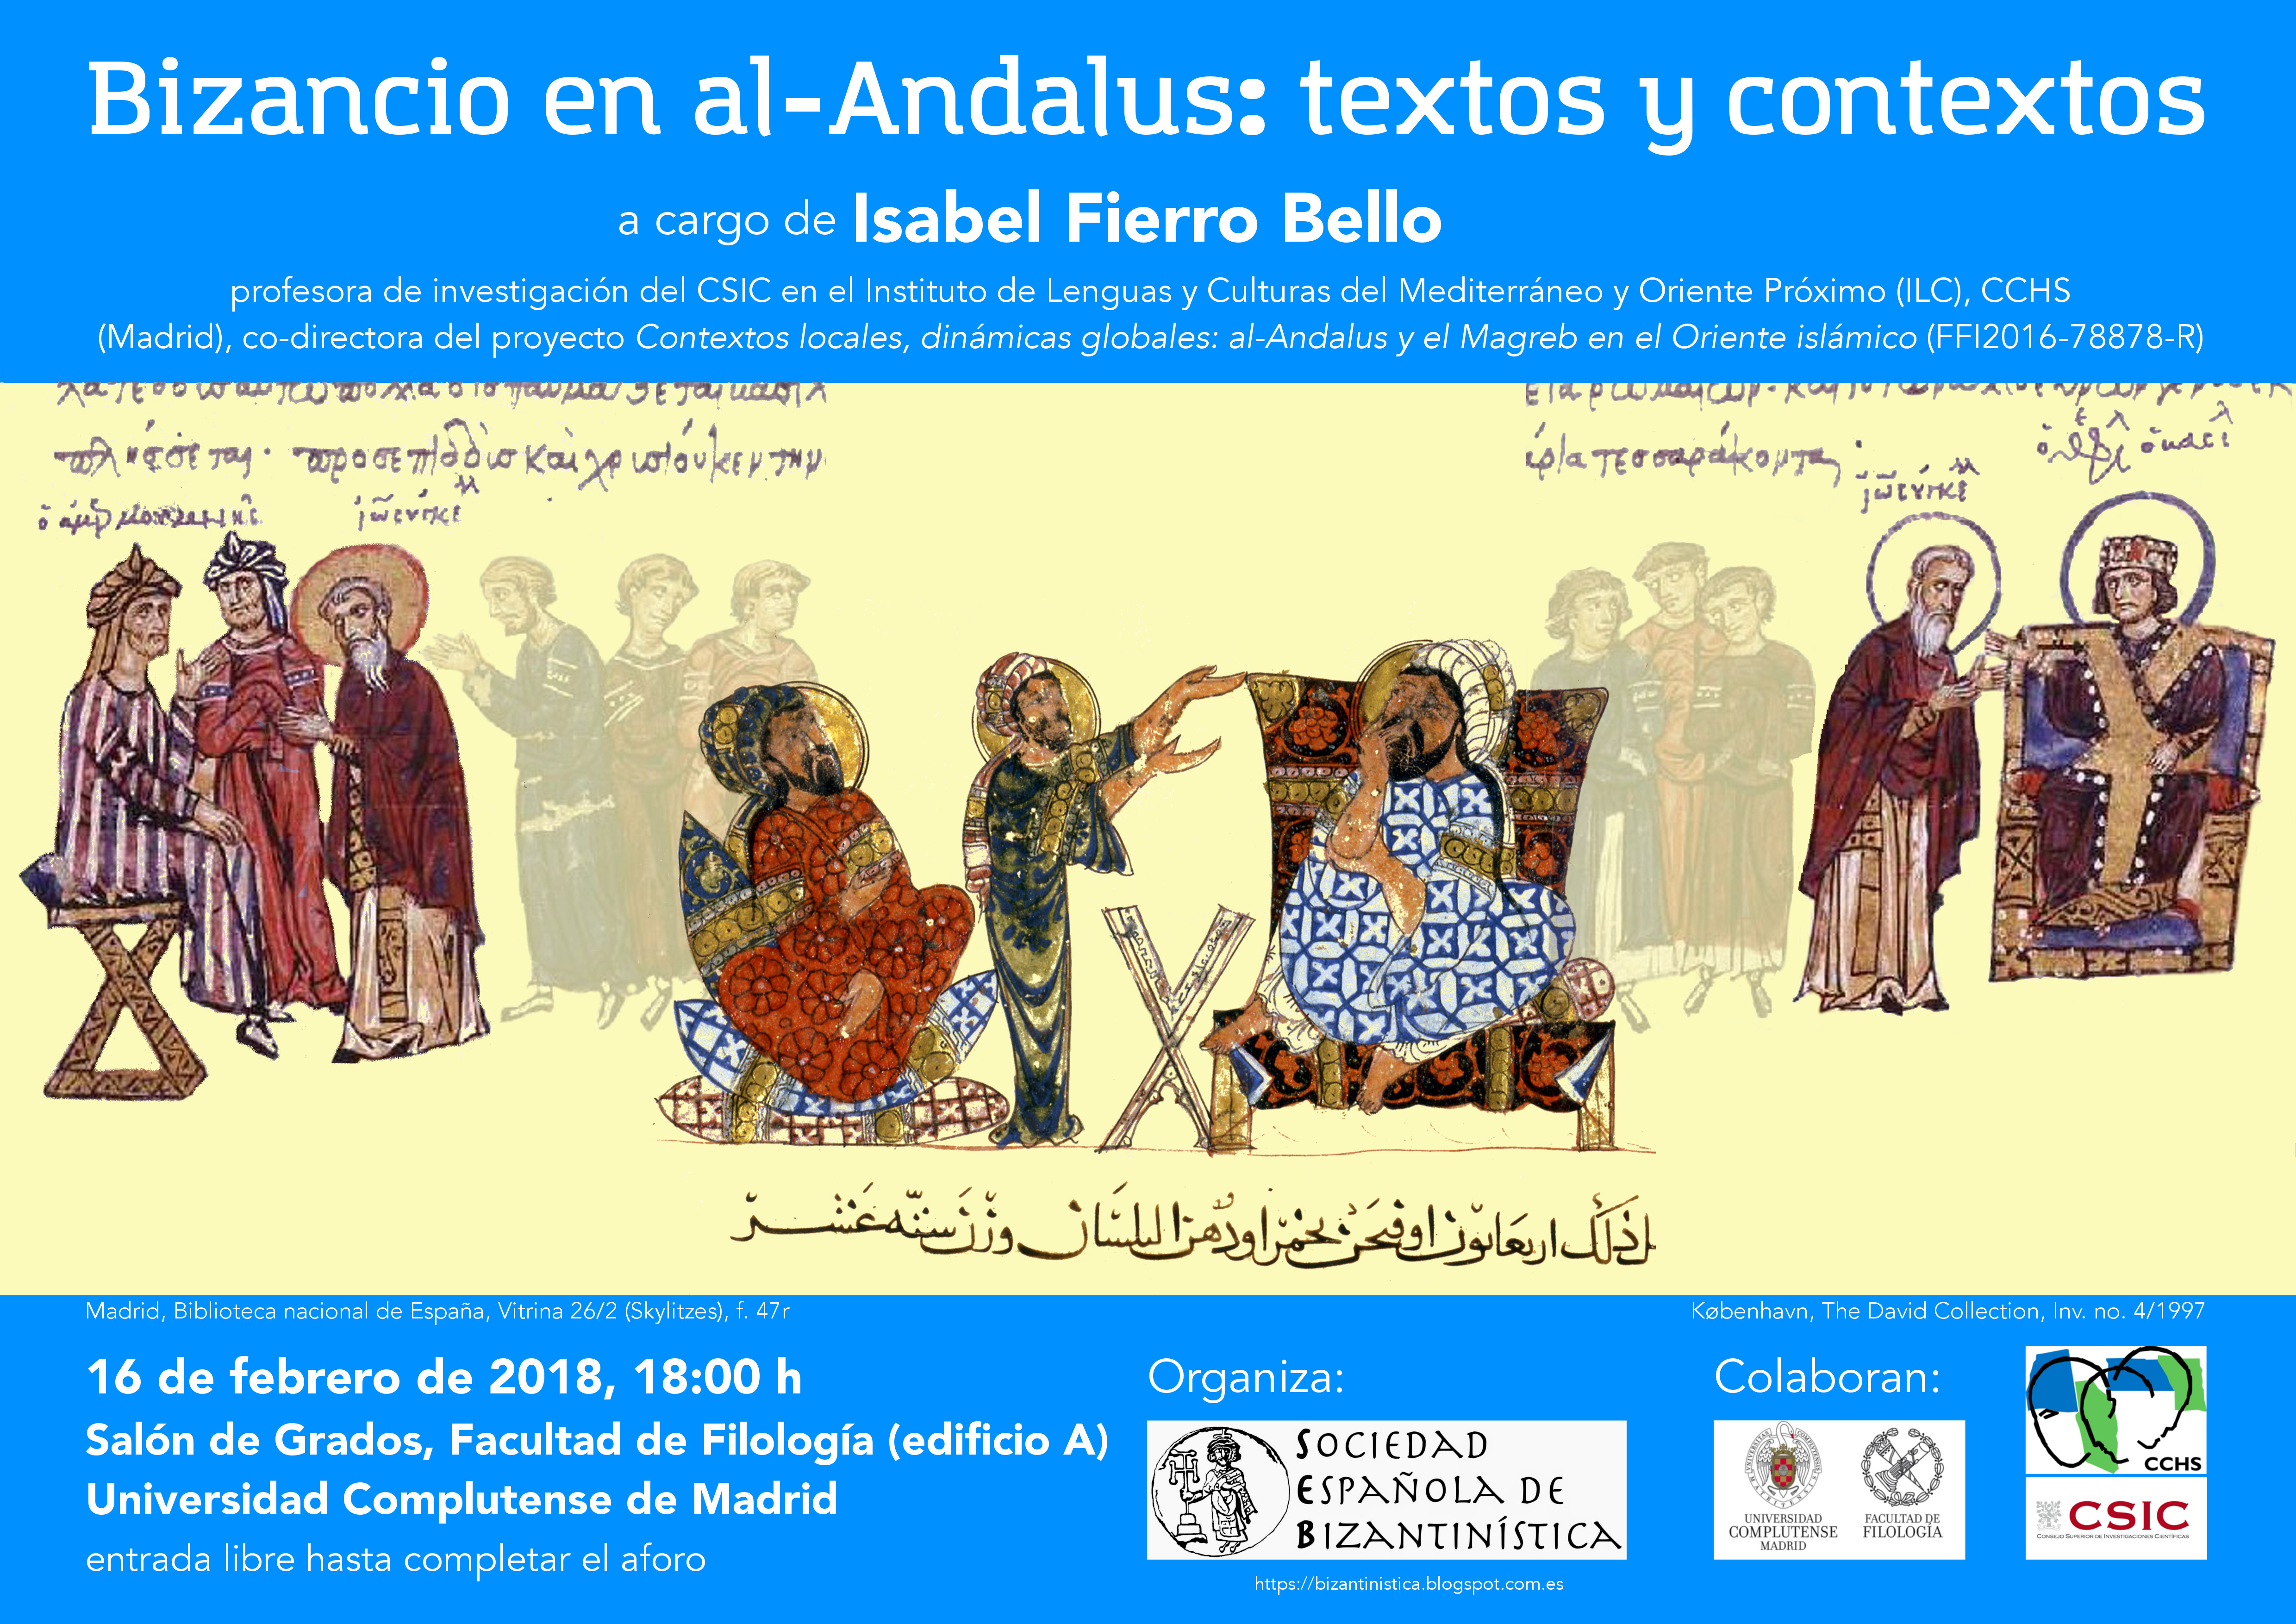 Bizancio en al-Andalus: textos y contextos
a cargo de Isabel Fierro Bello
profesora de investigación del CSIC en el Instituto de Lenguas y Culturas del Mediterráneo y Oriente Próximo (ILC), CCHS
(Madrid), co-directora del proyecto Contextos locales, dinámicas globales: al-Andalus y el Magreb en el Oriente islámico (FFI2016-78878-R)
Madrid, Biblioteca nacional de España, Vitrina 26/2 (Skylitzes), f. 47r
København, The David Collection, Inv. no. 4/1997
16 de febrero de 2018, 18:00 h
Salón de Grados, Facultad de Filología (edificio A)
Universidad Complutense de Madrid
entrada libre hasta completar el aforo
Organiza:
SOCIEDAD
ESPAÑOLA DE
BIZANTINÍSTICA
https://bizantinistica.blogspot.com.es
Colaboran:
UNIVERSIDAD
COMPLUTENSE
MADRID
FACULTAD DE
FILOLOGÍA
CCHS
CSIC
CONSEJO SUPERIOR DE INVESTIGACIONES CIENTÍFICAS